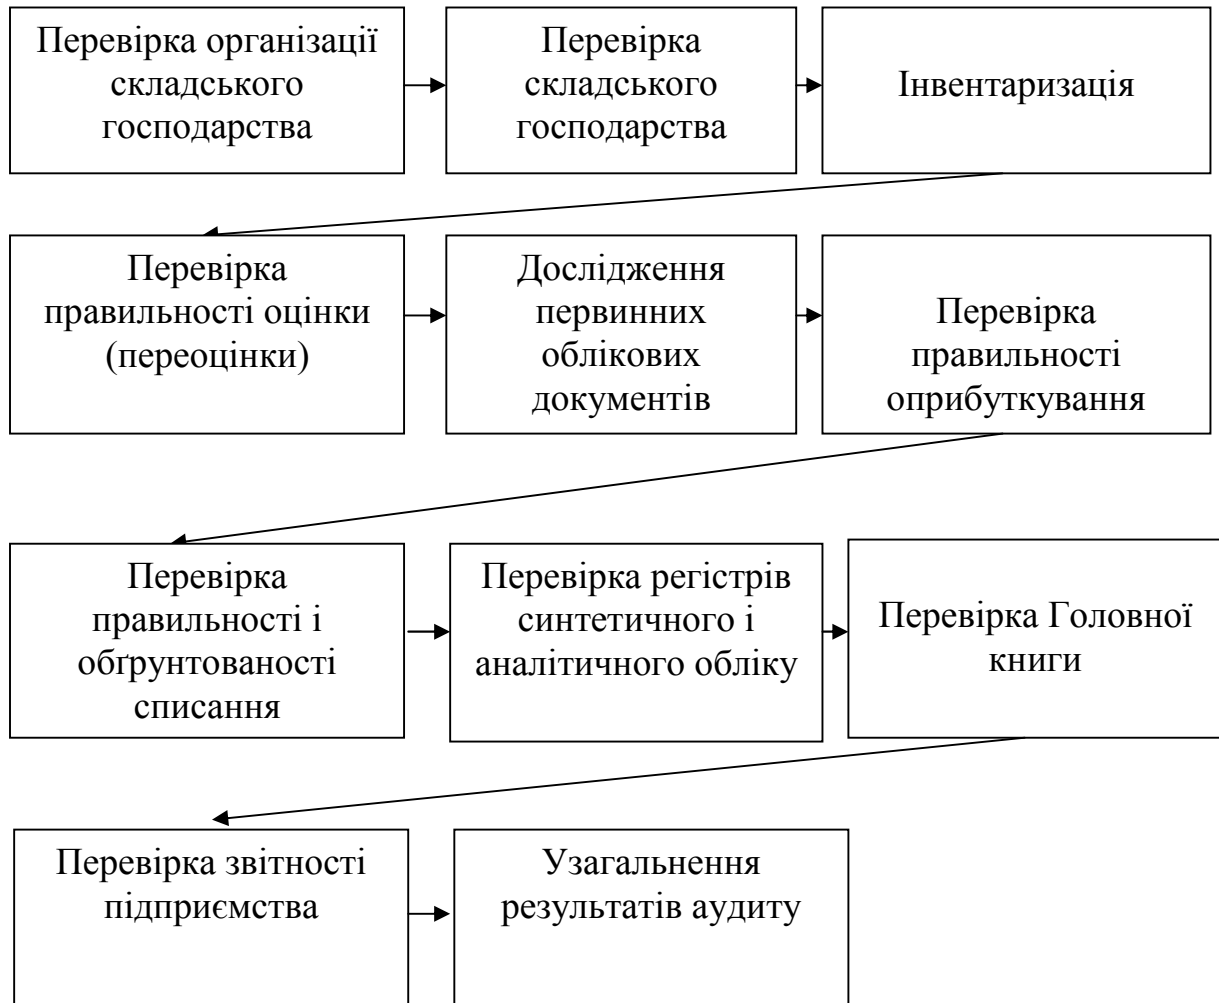 Перевірка організації
складського
господарства
Перевірка
складського
господарства
Інвентаризація
Перевірка
правильності оцінки
(переоцінки)
Дослідження
первинних
облікових
документів
Перевірка
правильності
оприбуткування
Перевірка
правильності і
обґрунтованості
списання
Перевірка регістрів
синтетичного і
аналітичного обліку
Перевірка Головної
книги
Перевірка звітності
підприємства
Узагальнення
результатів аудиту